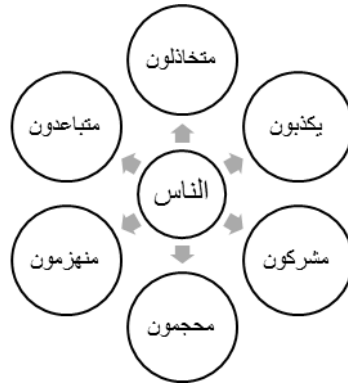 متخاذلون
يكذبون
متباعدون
الناس
مشركون
منهزمون
محجمون